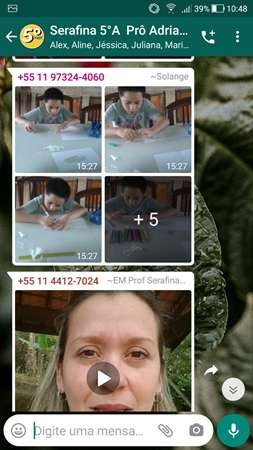 39% 10:48
5º Serafina 5°A Prô Adria...
Alex, Aline, Jéssica, Juliana, Mari...
+55 11 97324-4060 ~Solange
15:27 15:27
15:27 + 5
+55 11 4412-7024 ~EM Prof Serafina...
Digite uma mensa...